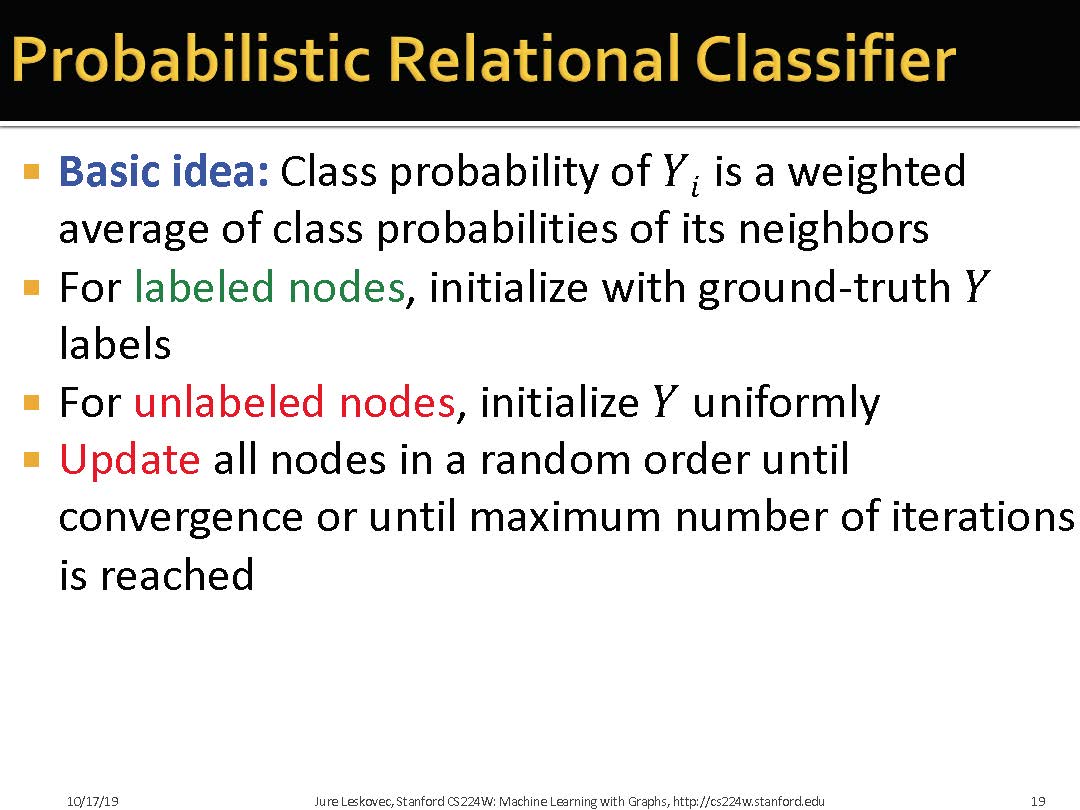 Probabilistic Relational Classifier
▪ Basic idea: Class probability of Yᵢ is a weighted
average of class probabilities of its neighbors
▪ For labeled nodes, initialize with ground-truth Y
labels
▪ For unlabeled nodes, initialize Y uniformly
▪ Update all nodes in a random order until
convergence or until maximum number of iterations
is reached
10/17/19 Jure Leskovec, Stanford CS224W: Machine Learning with Graphs, http://cs224w.stanford.edu 19